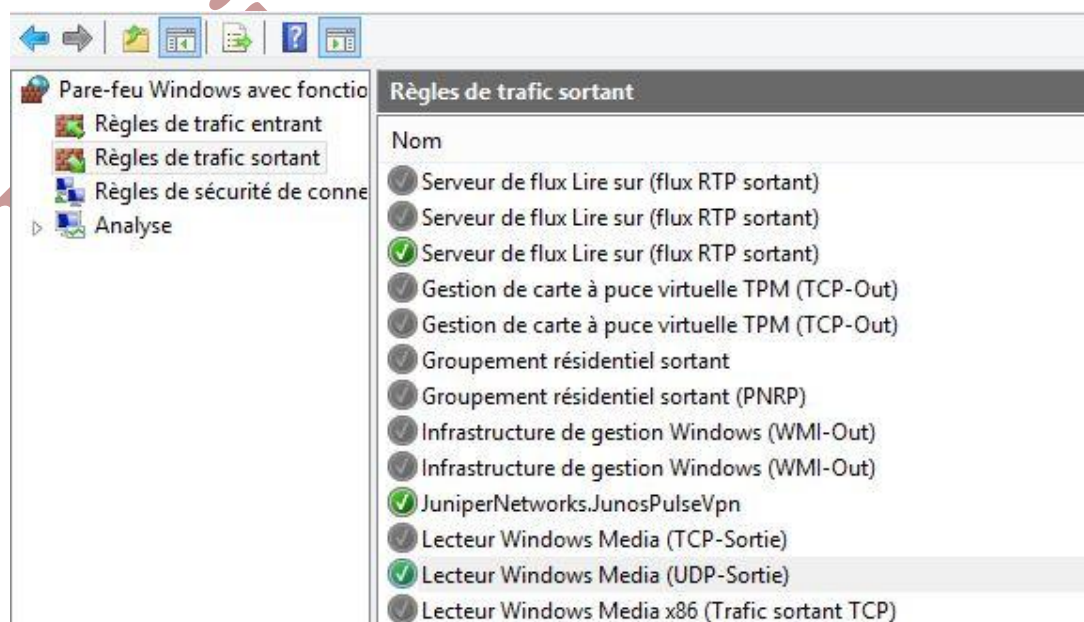 Pare-feu Windows avec fonctio
Règles de trafic entrant
Règles de trafic sortant
Règles de sécurité de conne
Analyse
Règles de trafic sortant
Nom
Serveur de flux Lire sur (flux RTP sortant)
Serveur de flux Lire sur (flux RTP sortant)
Serveur de flux Lire sur (flux RTP sortant)
Gestion de carte à puce virtuelle TPM (TCP-Out)
Gestion de carte à puce virtuelle TPM (TCP-Out)
Groupement résidentiel sortant
Groupement résidentiel sortant (PNRP)
Infrastructure de gestion Windows (WMI-Out)
Infrastructure de gestion Windows (WMI-Out)
JuniperNetworks.JunosPulseVpn
Lecteur Windows Media (TCP-Sortie)
Lecteur Windows Media (UDP-Sortie)
Lecteur Windows Media x86 (Trafic sortant TCP)